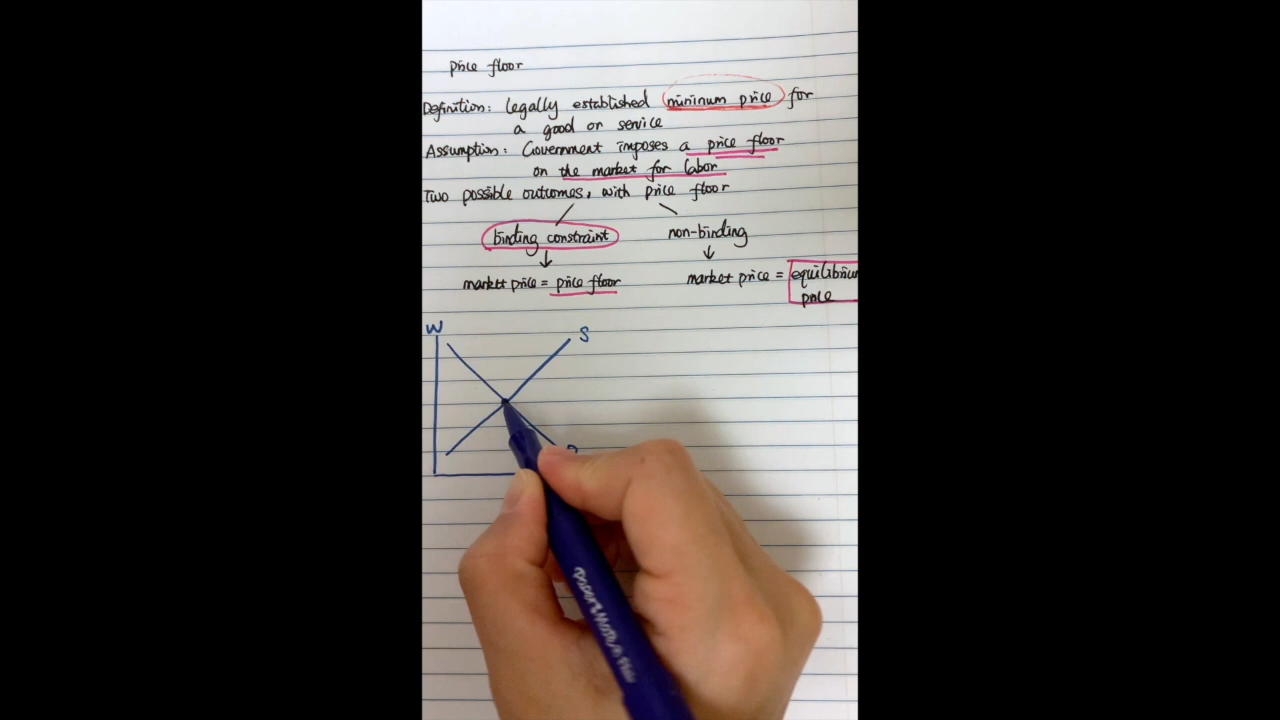 Price floor
Definition: legally established mininum price for
a good or service
Assumption: Government imposes a price floor
on the market for labor
Two possible outcomes, with price floor
binding constraint non-binding
market price = price floor market price = equilibrium
price
W
S
D
PAPERMATE